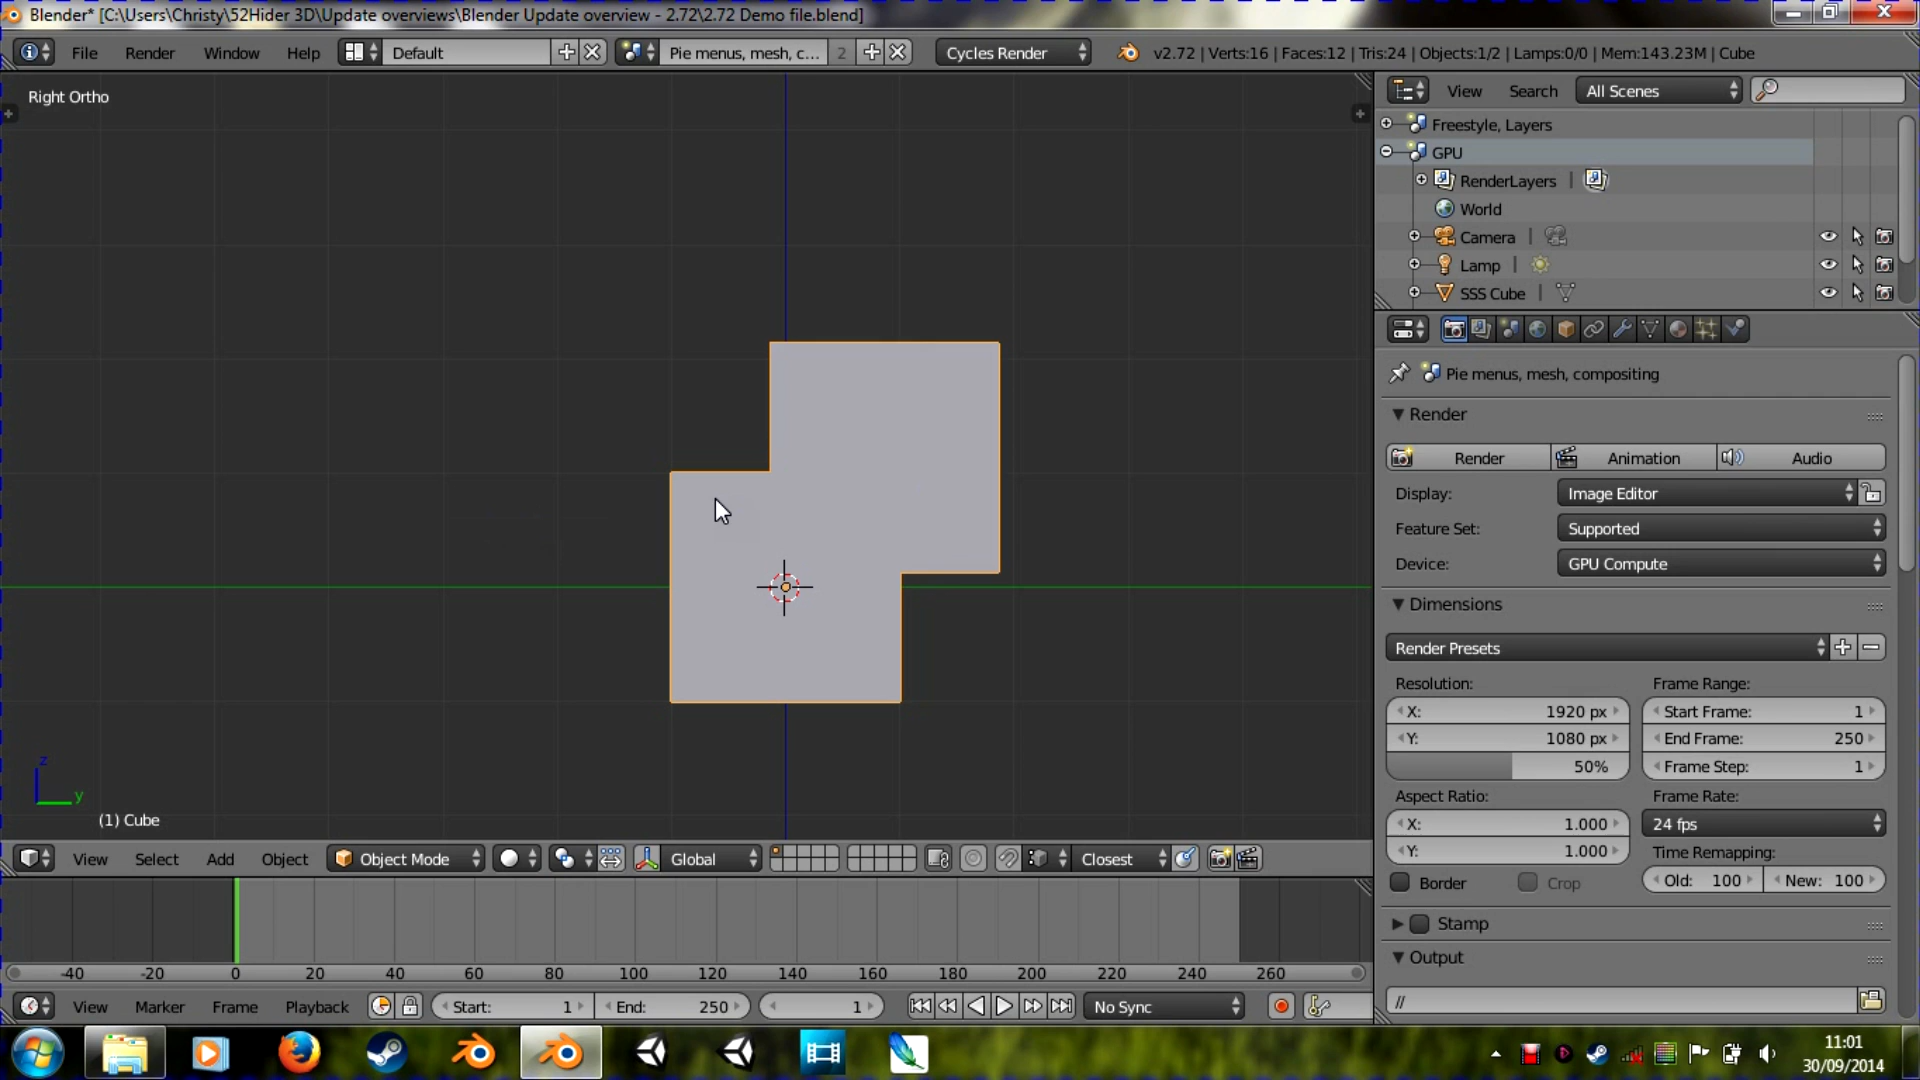 Blender* [C:\Users\Christy\52Hider 3D\Update overviews\Blender Update overview - 2.72\2.72 Demo file.blend]
File Render Window Help Default Pie menus, mesh, c... 2 Cycles Render v2.72 | Verts:16 | Faces:12 | Tris:24 | Objects:1/2 | Lamps:0/0 | Mem:143.23M | Cube
Right Ortho
View Search All Scenes
Freestyle, Layers
GPU
RenderLayers |
World
Camera |
Lamp |
SSS Cube |
Pie menus, mesh, compositing
Render
Render Animation Audio
Display: Image Editor
Feature Set: Supported
Device: GPU Compute
Dimensions
Render Presets
Resolution: Frame Range:
X: 1920 px Start Frame: 1
Y: 1080 px End Frame: 250
50% Frame Step: 1
Aspect Ratio: Frame Rate:
X: 1.000 24 fps
Y: 1.000 Time Remapping:
Border Crop Old: 100 New: 100
Stamp
Output
//
z
y
(1) Cube
View Select Add Object Object Mode Global Closest
-40 -20 0 20 40 60 80 100 120 140 160 180 200 220 240 260
View Marker Frame Playback Start: 1 End: 250 1 No Sync
11:01
30/09/2014